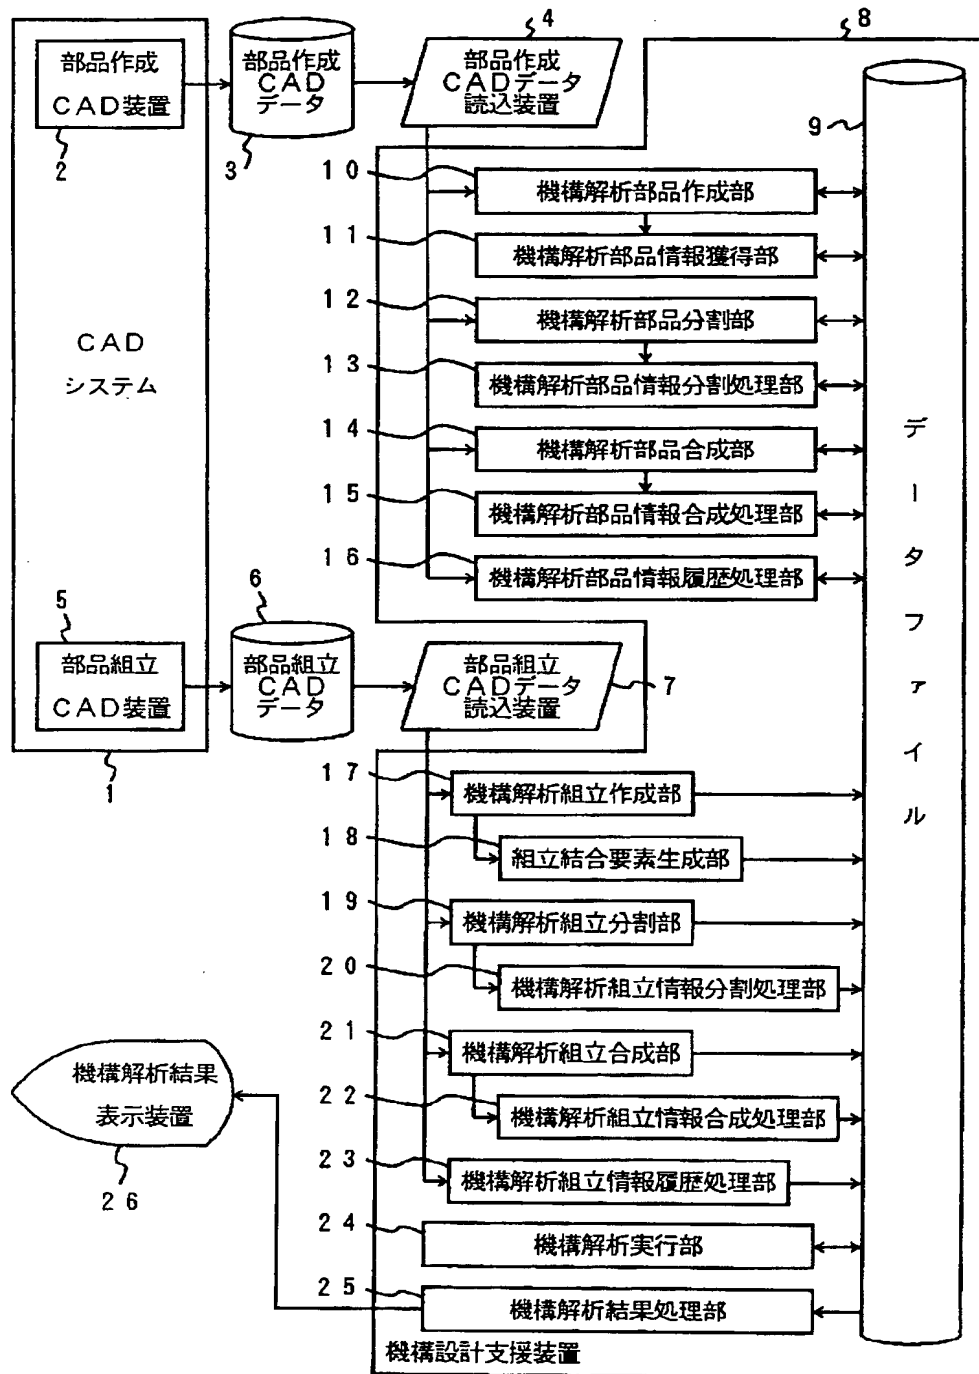 4
8
部品作成
CAD装置
2
部品作成
CAD
データ
3
部品作成
CADデータ
読込装置
9
10
機構解析部品作成部
11
機構解析部品情報獲得部
12
機構解析部品分割部
13
機構解析部品情報分割処理部
14
機構解析部品合成部
15
機構解析部品情報合成処理部
16
機構解析部品情報履歴処理部
CAD
システム
データファイル
5
部品組立
CAD装置
1
6
部品組立
CAD
データ
部品組立
CADデータ
読込装置
7
17
機構解析組立作成部
18
組立結合要素生成部
19
機構解析組立分割部
20
機構解析組立情報分割処理部
21
機構解析組立合成部
22
機構解析組立情報合成処理部
23
機構解析組立情報履歴処理部
24
機構解析実行部
25
機構解析結果処理部
機構解析結果
表示装置
26
機構設計支援装置